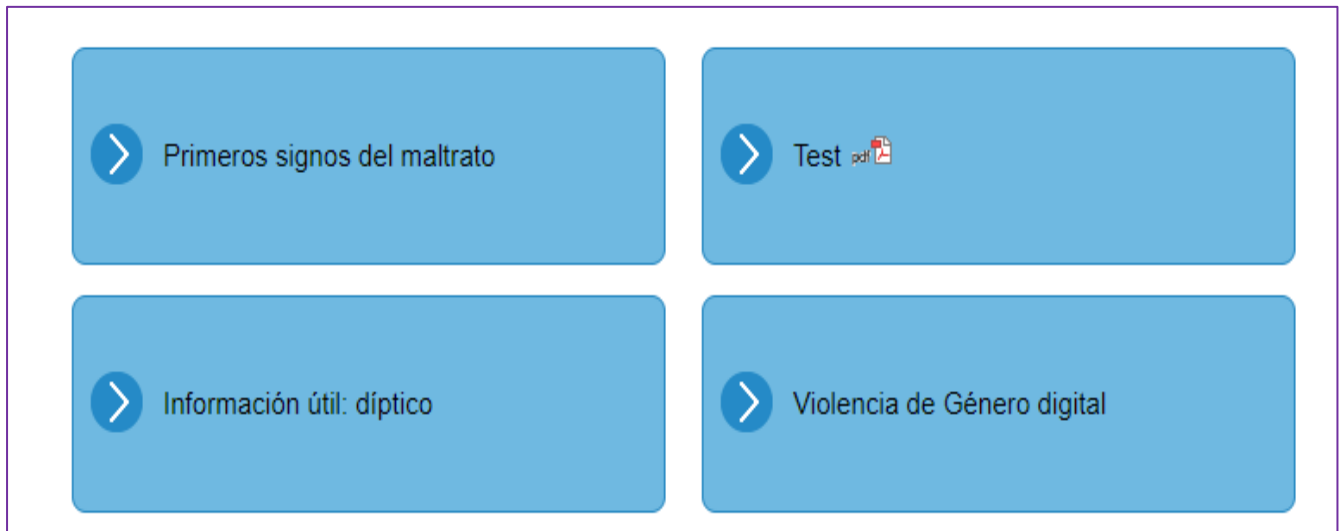 Primeros signos del maltrato
Test pdf
Información útil: díptico
Violencia de Género digital